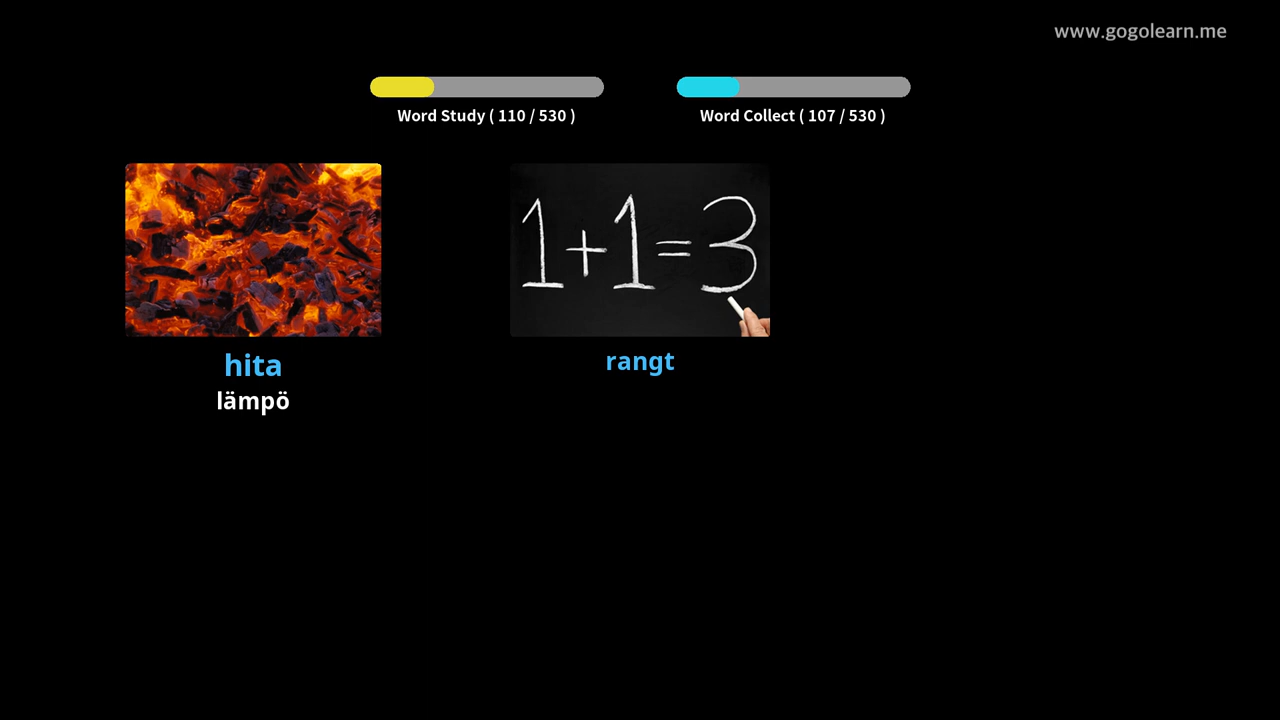 www.gogolearn.me
Word Study ( 110 / 530 )
Word Collect ( 107 / 530 )
1+1=3
hita
lämpö
rangt